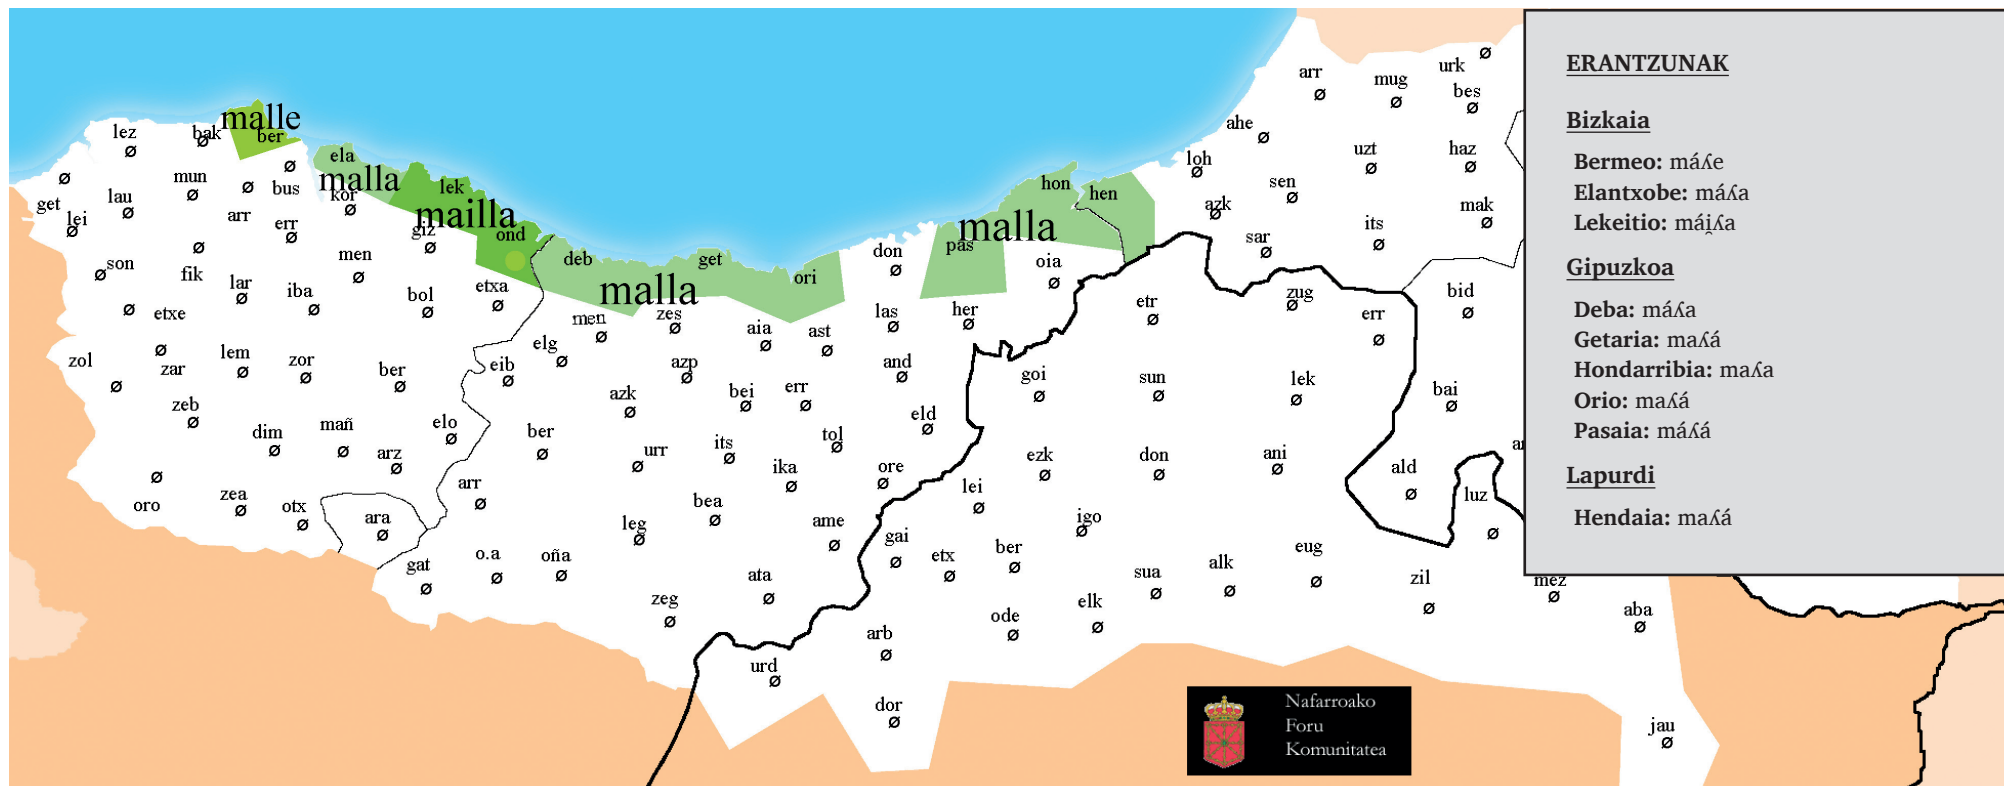 malle
malla
mailla
malla
malla
lez
bak
ber
ela
lek
mun
bus
kor
get
lei
lau
arr
err
giz
ond
son
fik
men
deb
get
ori
don
pas
hon
hen
oia
etxe
lar
iba
bol
etxa
zol
zar
lem
zor
ber
eib
elg
men
zes
aia
ast
las
her
zeb
dim
mañ
elo
arz
azk
azp
bei
err
and
eld
ber
urr
its
tol
ika
ore
oro
zea
otx
ara
arr
leg
bea
ame
gat
o.a
oña
zeg
ata
arr
mug
urk
bes
ahe
loh
uzt
haz
sen
azk
mak
its
sar
etr
zug
err
bid
goi
sun
lek
bai
ezk
don
ani
ald
luz
lei
igo
gai
etx
ber
eug
sua
alk
zil
mez
aba
ode
elk
arb
urd
dor
jau
ERANTZUNAK
Bizkaia
Bermeo: máʎe
Elantxobe: máʎa
Lekeitio: mái̯ʎa
Gipuzkoa
Deba: máʎa
Getaria: maʎá
Hondarribia: maʎa
Orio: maʎá
Pasaia: máʎá
Lapurdi
Hendaia: maʎá
Nafarroako
Foru
Komunitatea